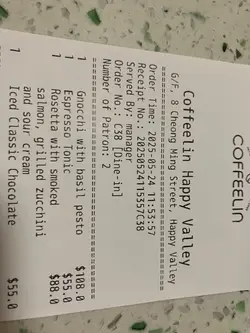 COFFEELIN
Coffeelin Happy Valley
G/F, 8 Cheong Ming Street, Happy Valley
Order Time: 2025-05-24 11:53:57
Receipt No.: 20250524115357C38
Served By: manager
Order No.: C38 [Dine-in]
Number of Patron: 2
1 Gnocchi with basil pesto $108.0
1 Espresso Tonic $55.0
1 Rosetta with smoked $88.0
salmon, grilled zucchini
and sour cream
1 Iced Classic Chocolate $55.0